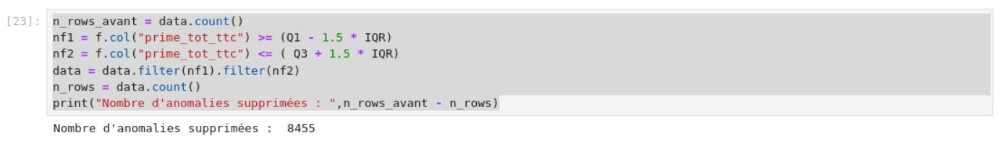 [23]: n_rows_avant = data.count()
nf1 = f.col("prime_tot_ttc") >= (Q1 - 1.5 * IQR)
nf2 = f.col("prime_tot_ttc") <= ( Q3 + 1.5 * IQR)
data = data.filter(nf1).filter(nf2)
n_rows = data.count()
print("Nombre d'anomalies supprimées : ",n_rows_avant - n_rows)
Nombre d'anomalies supprimées :  8455